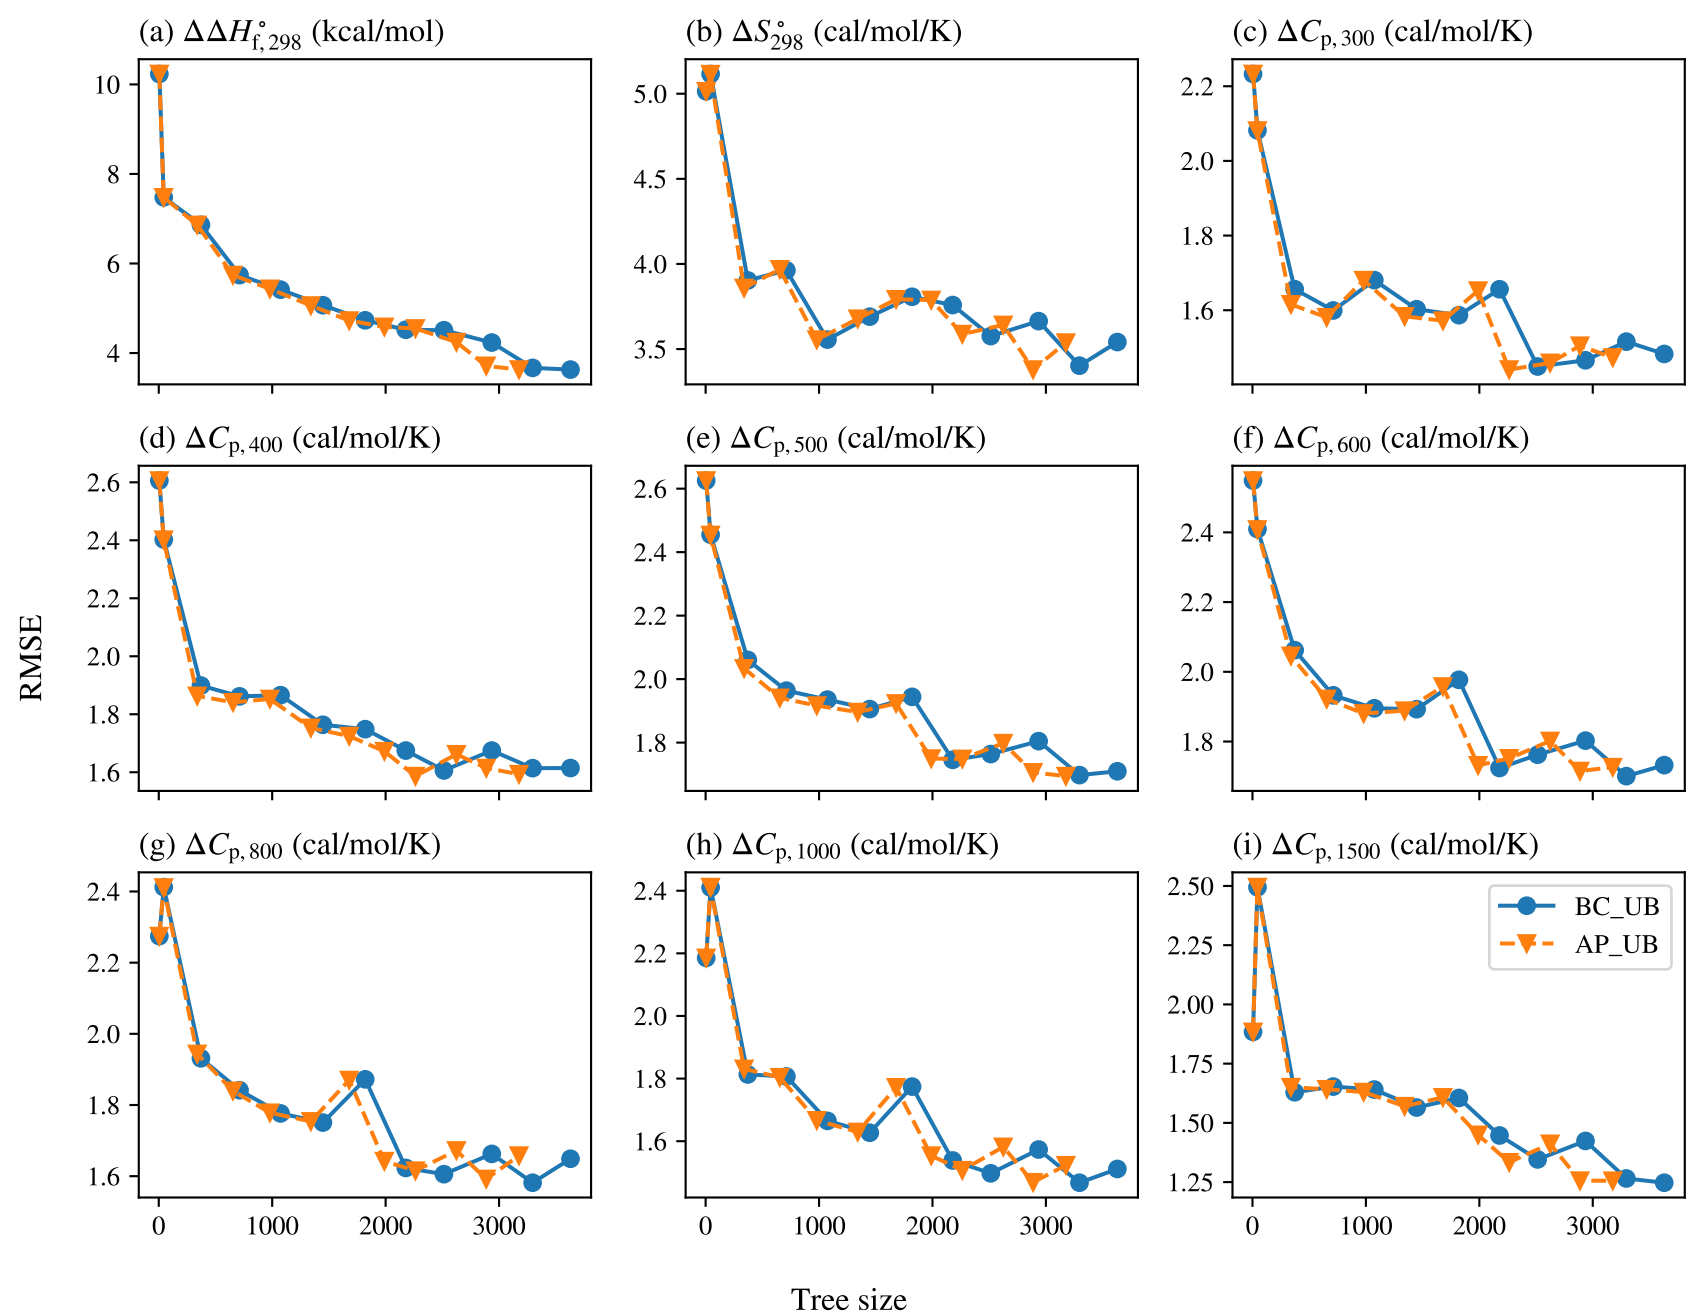 (a) ΔΔH°f, 298 (kcal/mol)
(b) ΔS°298 (cal/mol/K)
(c) ΔCp, 300 (cal/mol/K)
10
8
6
4
5.0
4.5
4.0
3.5
2.2
2.0
1.8
1.6
(d) ΔCp, 400 (cal/mol/K)
(e) ΔCp, 500 (cal/mol/K)
(f) ΔCp, 600 (cal/mol/K)
2.6
2.4
2.2
2.0
1.8
1.6
2.6
2.4
2.2
2.0
1.8
2.4
2.2
2.0
1.8
RMSE
(g) ΔCp, 800 (cal/mol/K)
(h) ΔCp, 1000 (cal/mol/K)
(i) ΔCp, 1500 (cal/mol/K)
2.4
2.2
2.0
1.8
1.6
0 1000 2000 3000
2.4
2.2
2.0
1.8
1.6
0 1000 2000 3000
2.50
2.25
2.00
1.75
1.50
1.25
BC_UB
AP_UB
0 1000 2000 3000
Tree size